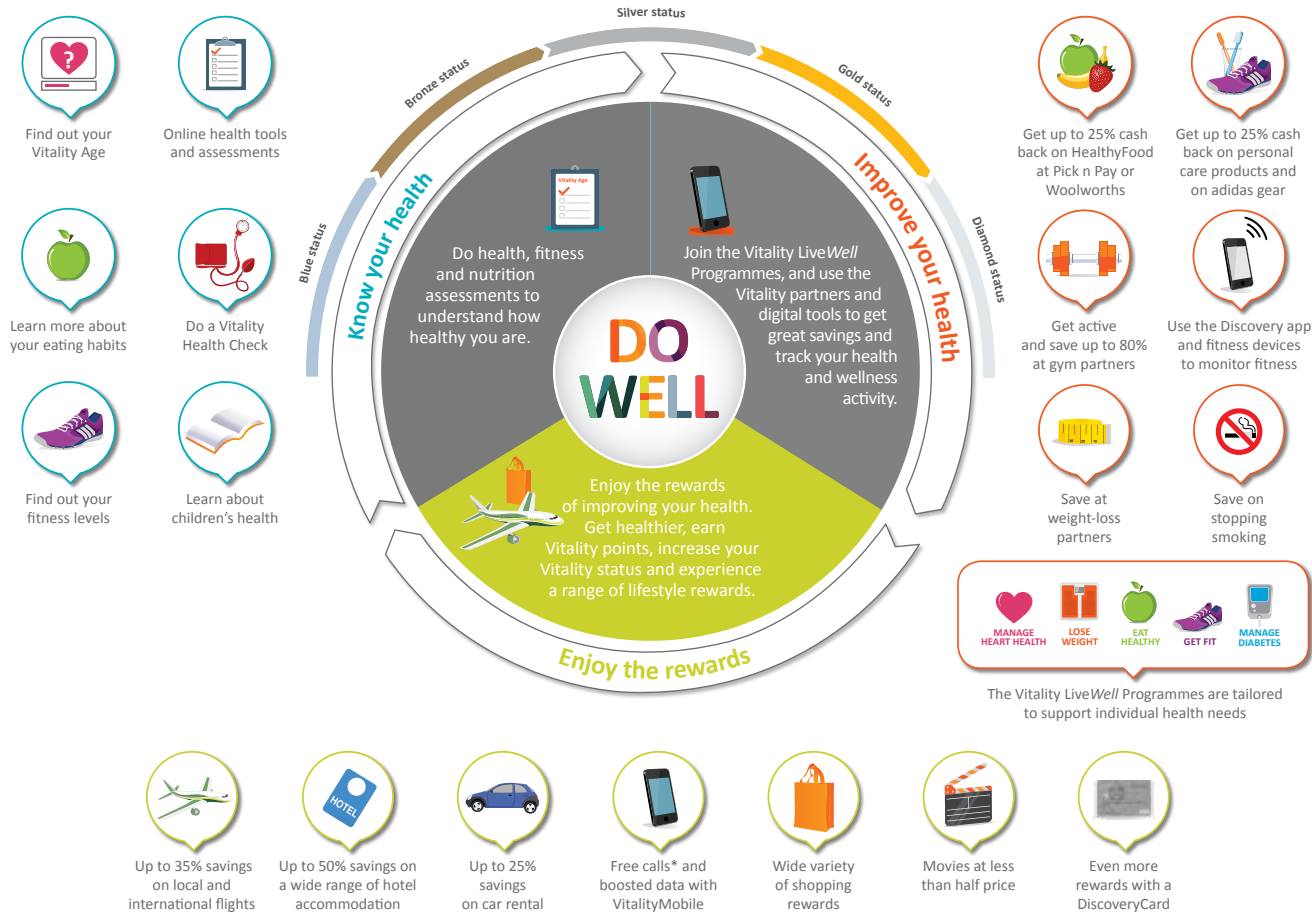 Silver status
Bronze status
Gold status
Blue status
Diamond status
Know your health
Improve your health
Enjoy the rewards
?
Find out your
Vitality Age
Online health tools
and assessments
Learn more about
your eating habits
Do a Vitality
Health Check
Find out your
fitness levels
Learn about
children's health
Vitality Age
Do health, fitness
and nutrition
assessments to
understand how
healthy you are.
Join the Vitality LiveWell
Programmes, and use the
Vitality partners and
digital tools to get
great savings and
track your health
and wellness
activity.
DO
WELL
Enjoy the rewards
of improving your health.
Get healthier, earn
Vitality points, increase your
Vitality status and experience
a range of lifestyle rewards.
Get up to 25% cash
back on HealthyFood
at Pick n Pay or
Woolworths
Get up to 25% cash
back on personal
care products and
on adidas gear
Get active
and save up to 80%
at gym partners
Use the Discovery app
and fitness devices
to monitor fitness
Save at
weight-loss
partners
Save on
stopping
smoking
MANAGE
HEART HEALTH
LOSE
WEIGHT
EAT
HEALTHY
GET FIT
MANAGE
DIABETES
The Vitality LiveWell Programmes are tailored
to support individual health needs
HOTEL
Up to 35% savings
on local and
international flights
Up to 50% savings on
a wide range of hotel
accommodation
Up to 25%
savings
on car rental
Free calls* and
boosted data with
VitalityMobile
Wide variety
of shopping
rewards
Movies at less
than half price
Even more
rewards with a
DiscoveryCard